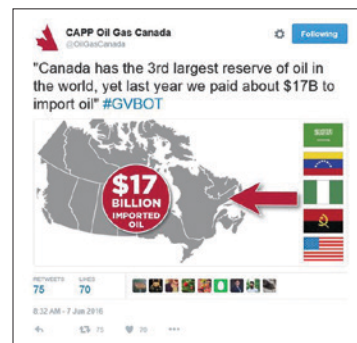 CAPP Oil Gas Canada
@OilGasCanada
Following
"Canada has the 3rd largest reserve of oil in
the world, yet last year we paid about $17B to
import oil" #GVBOT
$17
BILLION
IMPORTED
OIL
RETWEETS
75
LIKES
70
8:32 AM - 7 Jun 2016
75
70